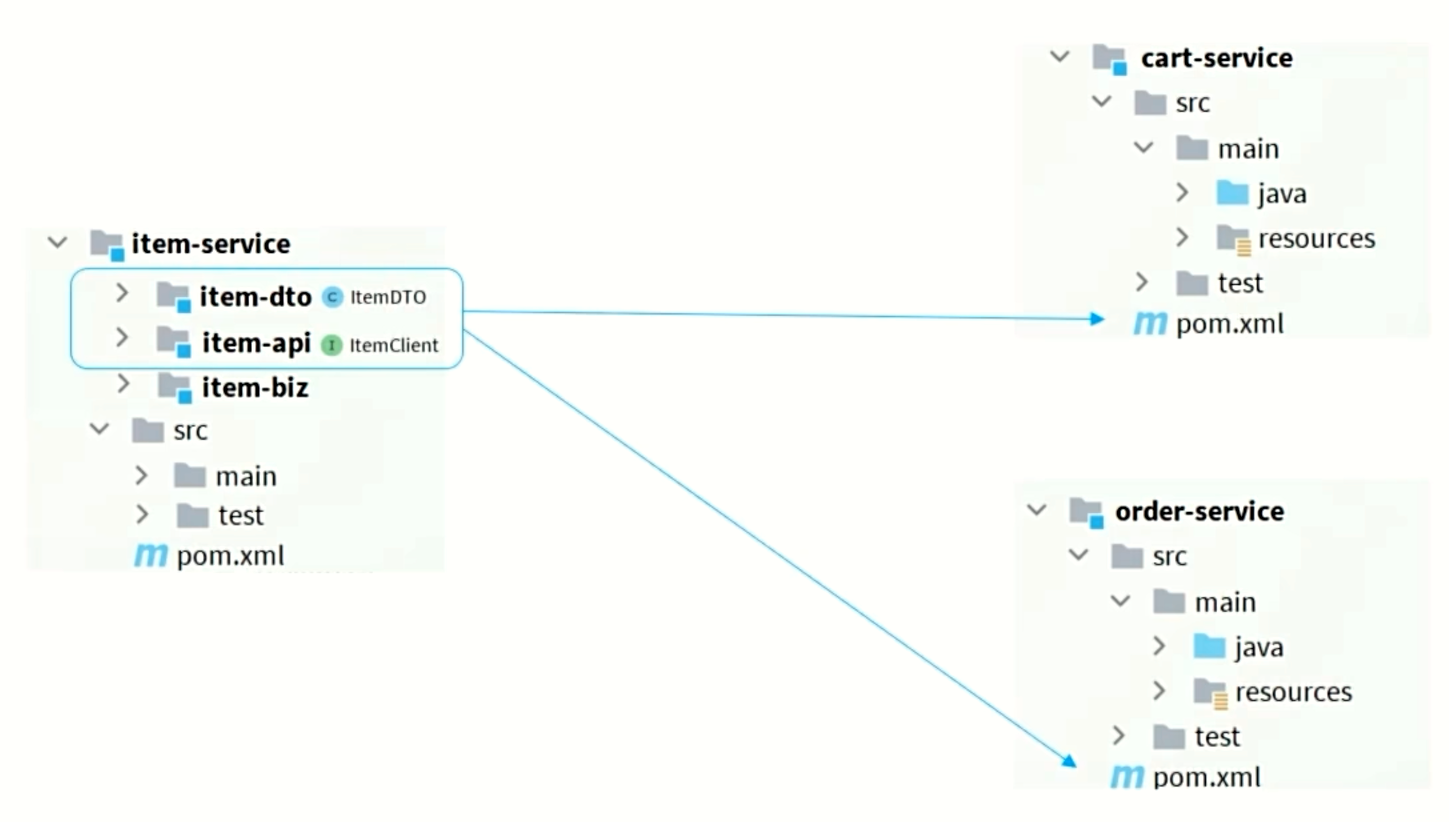 item-service
item-dto C ItemDTO
item-api I ItemClient
item-biz
src
main
test
m pom.xml
cart-service
src
main
java
resources
test
m pom.xml
order-service
src
main
java
resources
test
m pom.xml